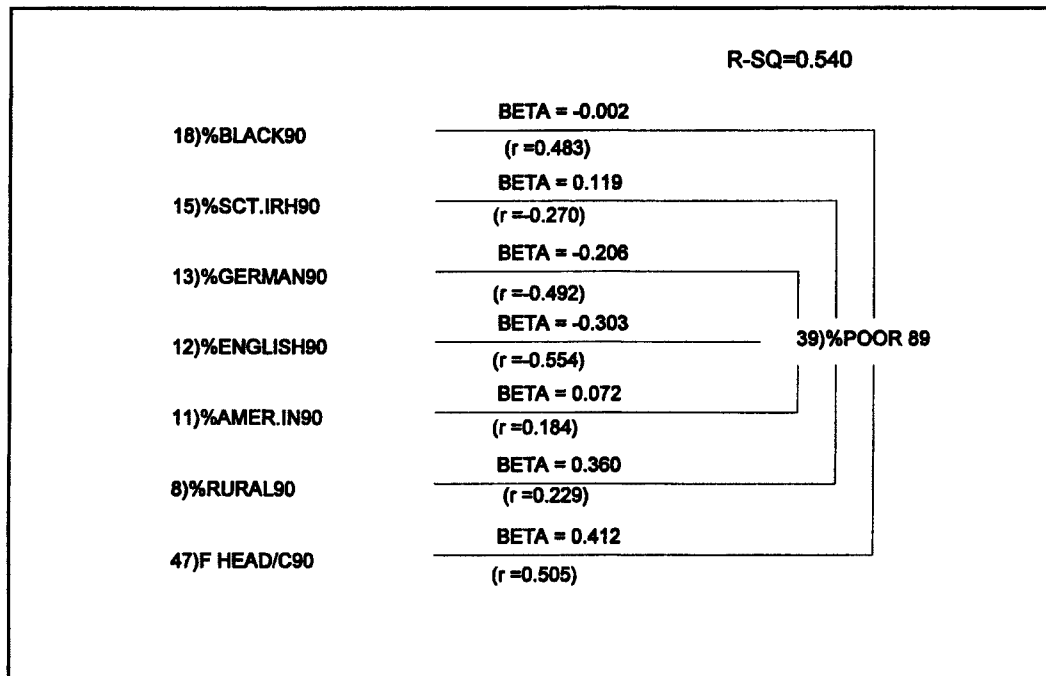 R-SQ=0.540
BETA = -0.002
18)%BLACK90
(r =0.483)
BETA = 0.119
15)%SCT.IRH90
(r =-0.270)
BETA = -0.206
13)%GERMAN90
(r =-0.492)
BETA = -0.303
12)%ENGLISH90
39)%POOR 89
(r =-0.554)
BETA = 0.072
11)%AMER.IN90
(r =0.184)
BETA = 0.360
8)%RURAL90
(r =0.229)
BETA = 0.412
47)F HEAD/C90
(r =0.505)